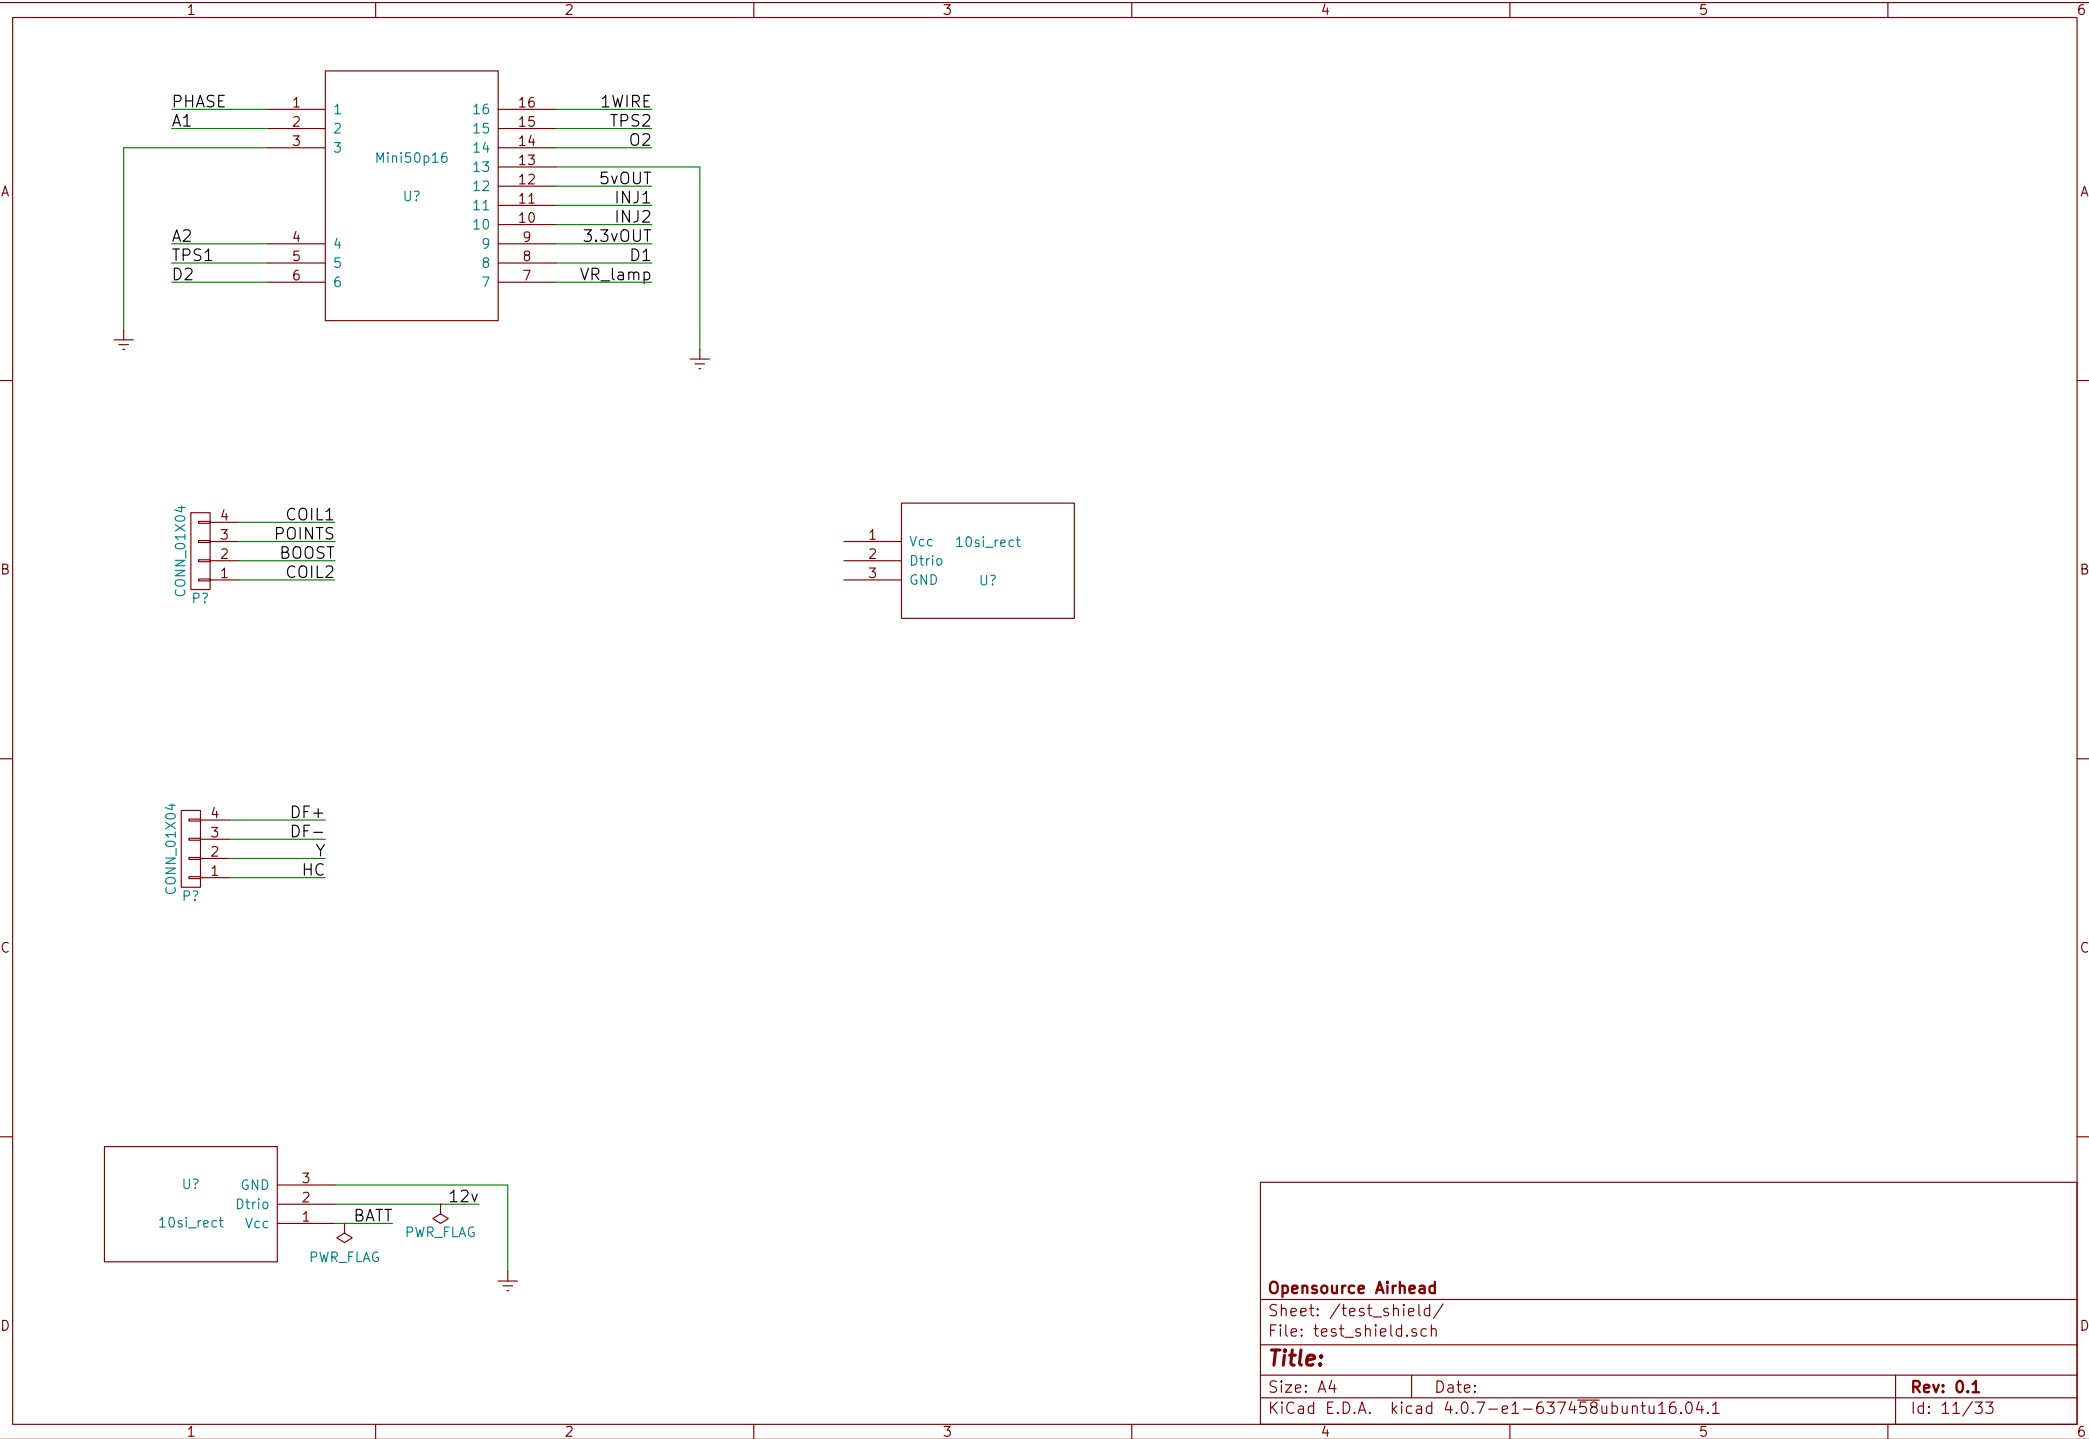 1 2 3 4 5 6
A A
B B
C C
D D
PHASE 1 1
A1 2 2
3 3
A2 4 4
TPS1 5 5
D2 6 6
Mini50p16
U?
16 16 1WIRE
15 15 TPS2
14 14 O2
13 13
12 12 5vOUT
11 11 INJ1
10 10 INJ2
9 9 3.3vOUT
8 8 D1
7 7 VR_lamp
CONN_01X04
4 COIL1
3 POINTS
2 BOOST
1 COIL2
P?
1 Vcc 10si_rect
2 Dtrio
3 GND U?
CONN_01X04
4 DF+
3 DF-
2 Y
1 HC
P?
U? GND 3
Dtrio 2 12v
10si_rect Vcc 1 BATT
PWR_FLAG
PWR_FLAG
Opensource Airhead
Sheet: /test_shield/
File: test_shield.sch
Title:
Size: A4 Date: Rev: 0.1
KiCad E.D.A. kicad 4.0.7-e1-637458ubuntu16.04.1 Id: 11/33
1 2 3 4 5 6